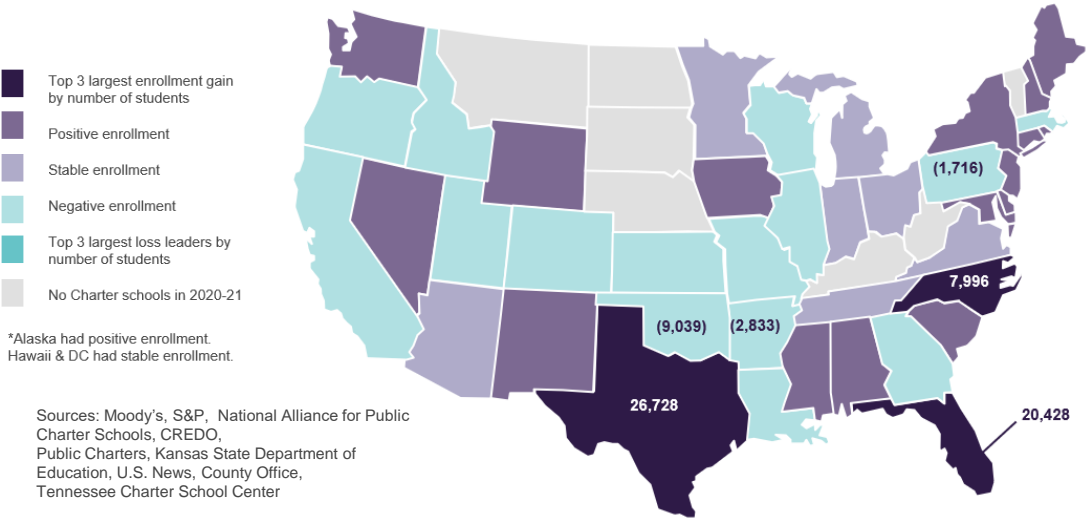 Top 3 largest enrollment gain
by number of students
Positive enrollment
Stable enrollment
Negative enrollment
Top 3 largest loss leaders by
number of students
No Charter schools in 2020-21
*Alaska had positive enrollment.
Hawaii & DC had stable enrollment.
Sources: Moody's, S&P, National Alliance for Public
Charter Schools, CREDO,
Public Charters, Kansas State Department of
Education, U.S. News, County Office,
Tennessee Charter School Center
(1,716)
7,996
(9,039)
(2,833)
26,728
20,428